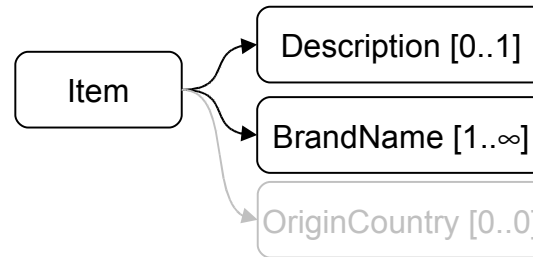 Description [0..1]
Item
BrandName [1..∞]
OriginCountry [0..0]